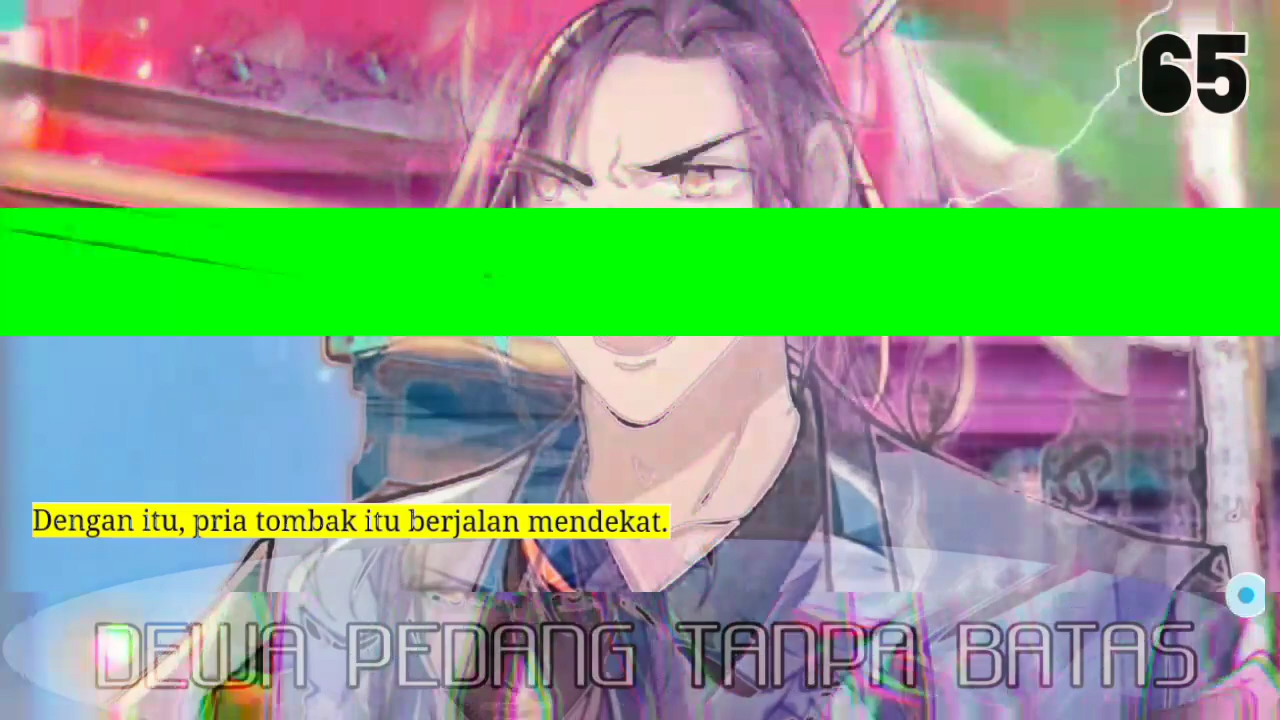 65
Dengan itu, pria tombak itu berjalan mendekat.
DEWA PEDANG TANPA BATAS